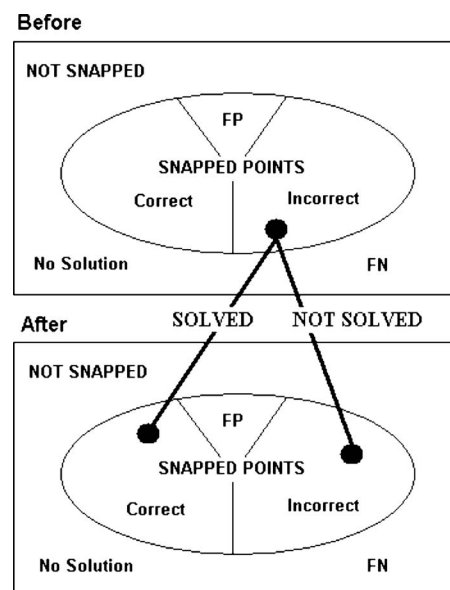 Before
NOT SNAPPED
FP
SNAPPED POINTS
Correct
Incorrect
No Solution
FN
SOLVED
NOT SOLVED
After
NOT SNAPPED
FP
SNAPPED POINTS
Correct
Incorrect
No Solution
FN